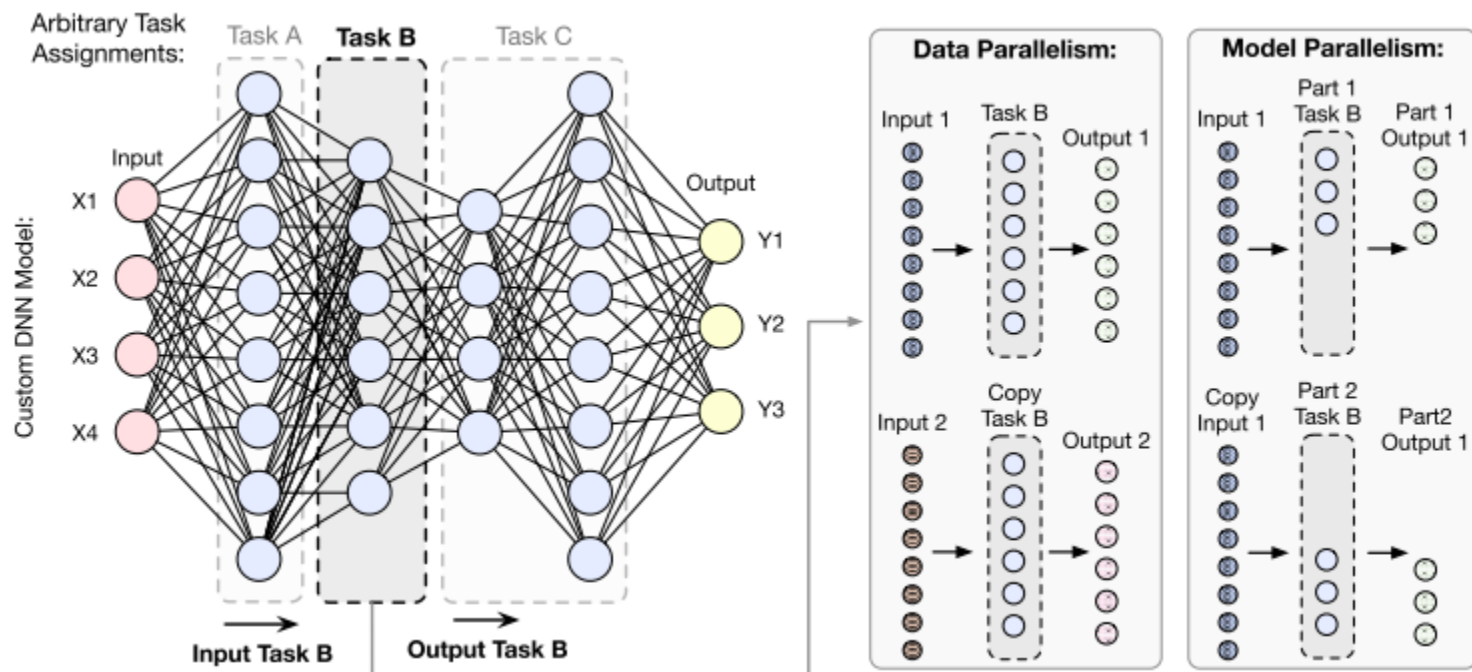 Arbitrary Task
Assignments:
Task A
Task B
Task C
Custom DNN Model:
Input
X1
X2
X3
X4
Output
Y1
Y2
Y3
Input Task B
Output Task B
Data Parallelism:
Input 1
Task B
Output 1
Input 2
Copy
Task B
Output 2
Model Parallelism:
Input 1
Part 1
Task B
Part 1
Output 1
Copy
Input 1
Part 2
Task B
Part2
Output 1